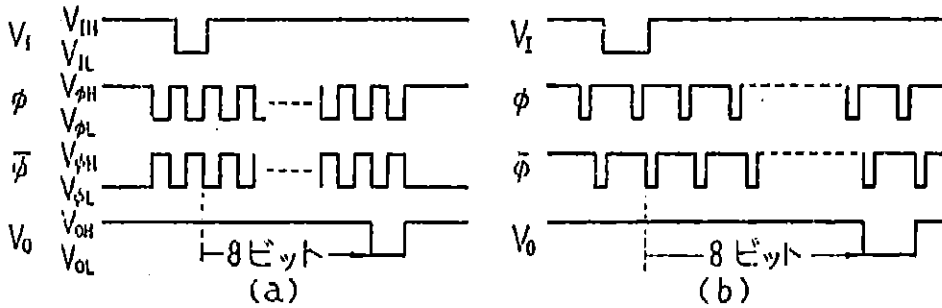 V_I V_IH V_IL
φ V_φH V_φL
φ̄ V_φH V_φL
V_O V_OH V_OL
8ビット
(a)
V_I
φ
φ̄
V_O
8ビット
(b)